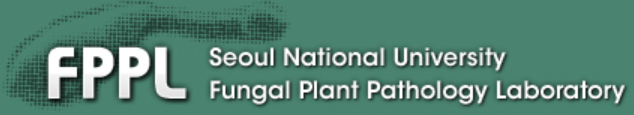 FPPL
Seoul National University
Fungal Plant Pathology Laboratory